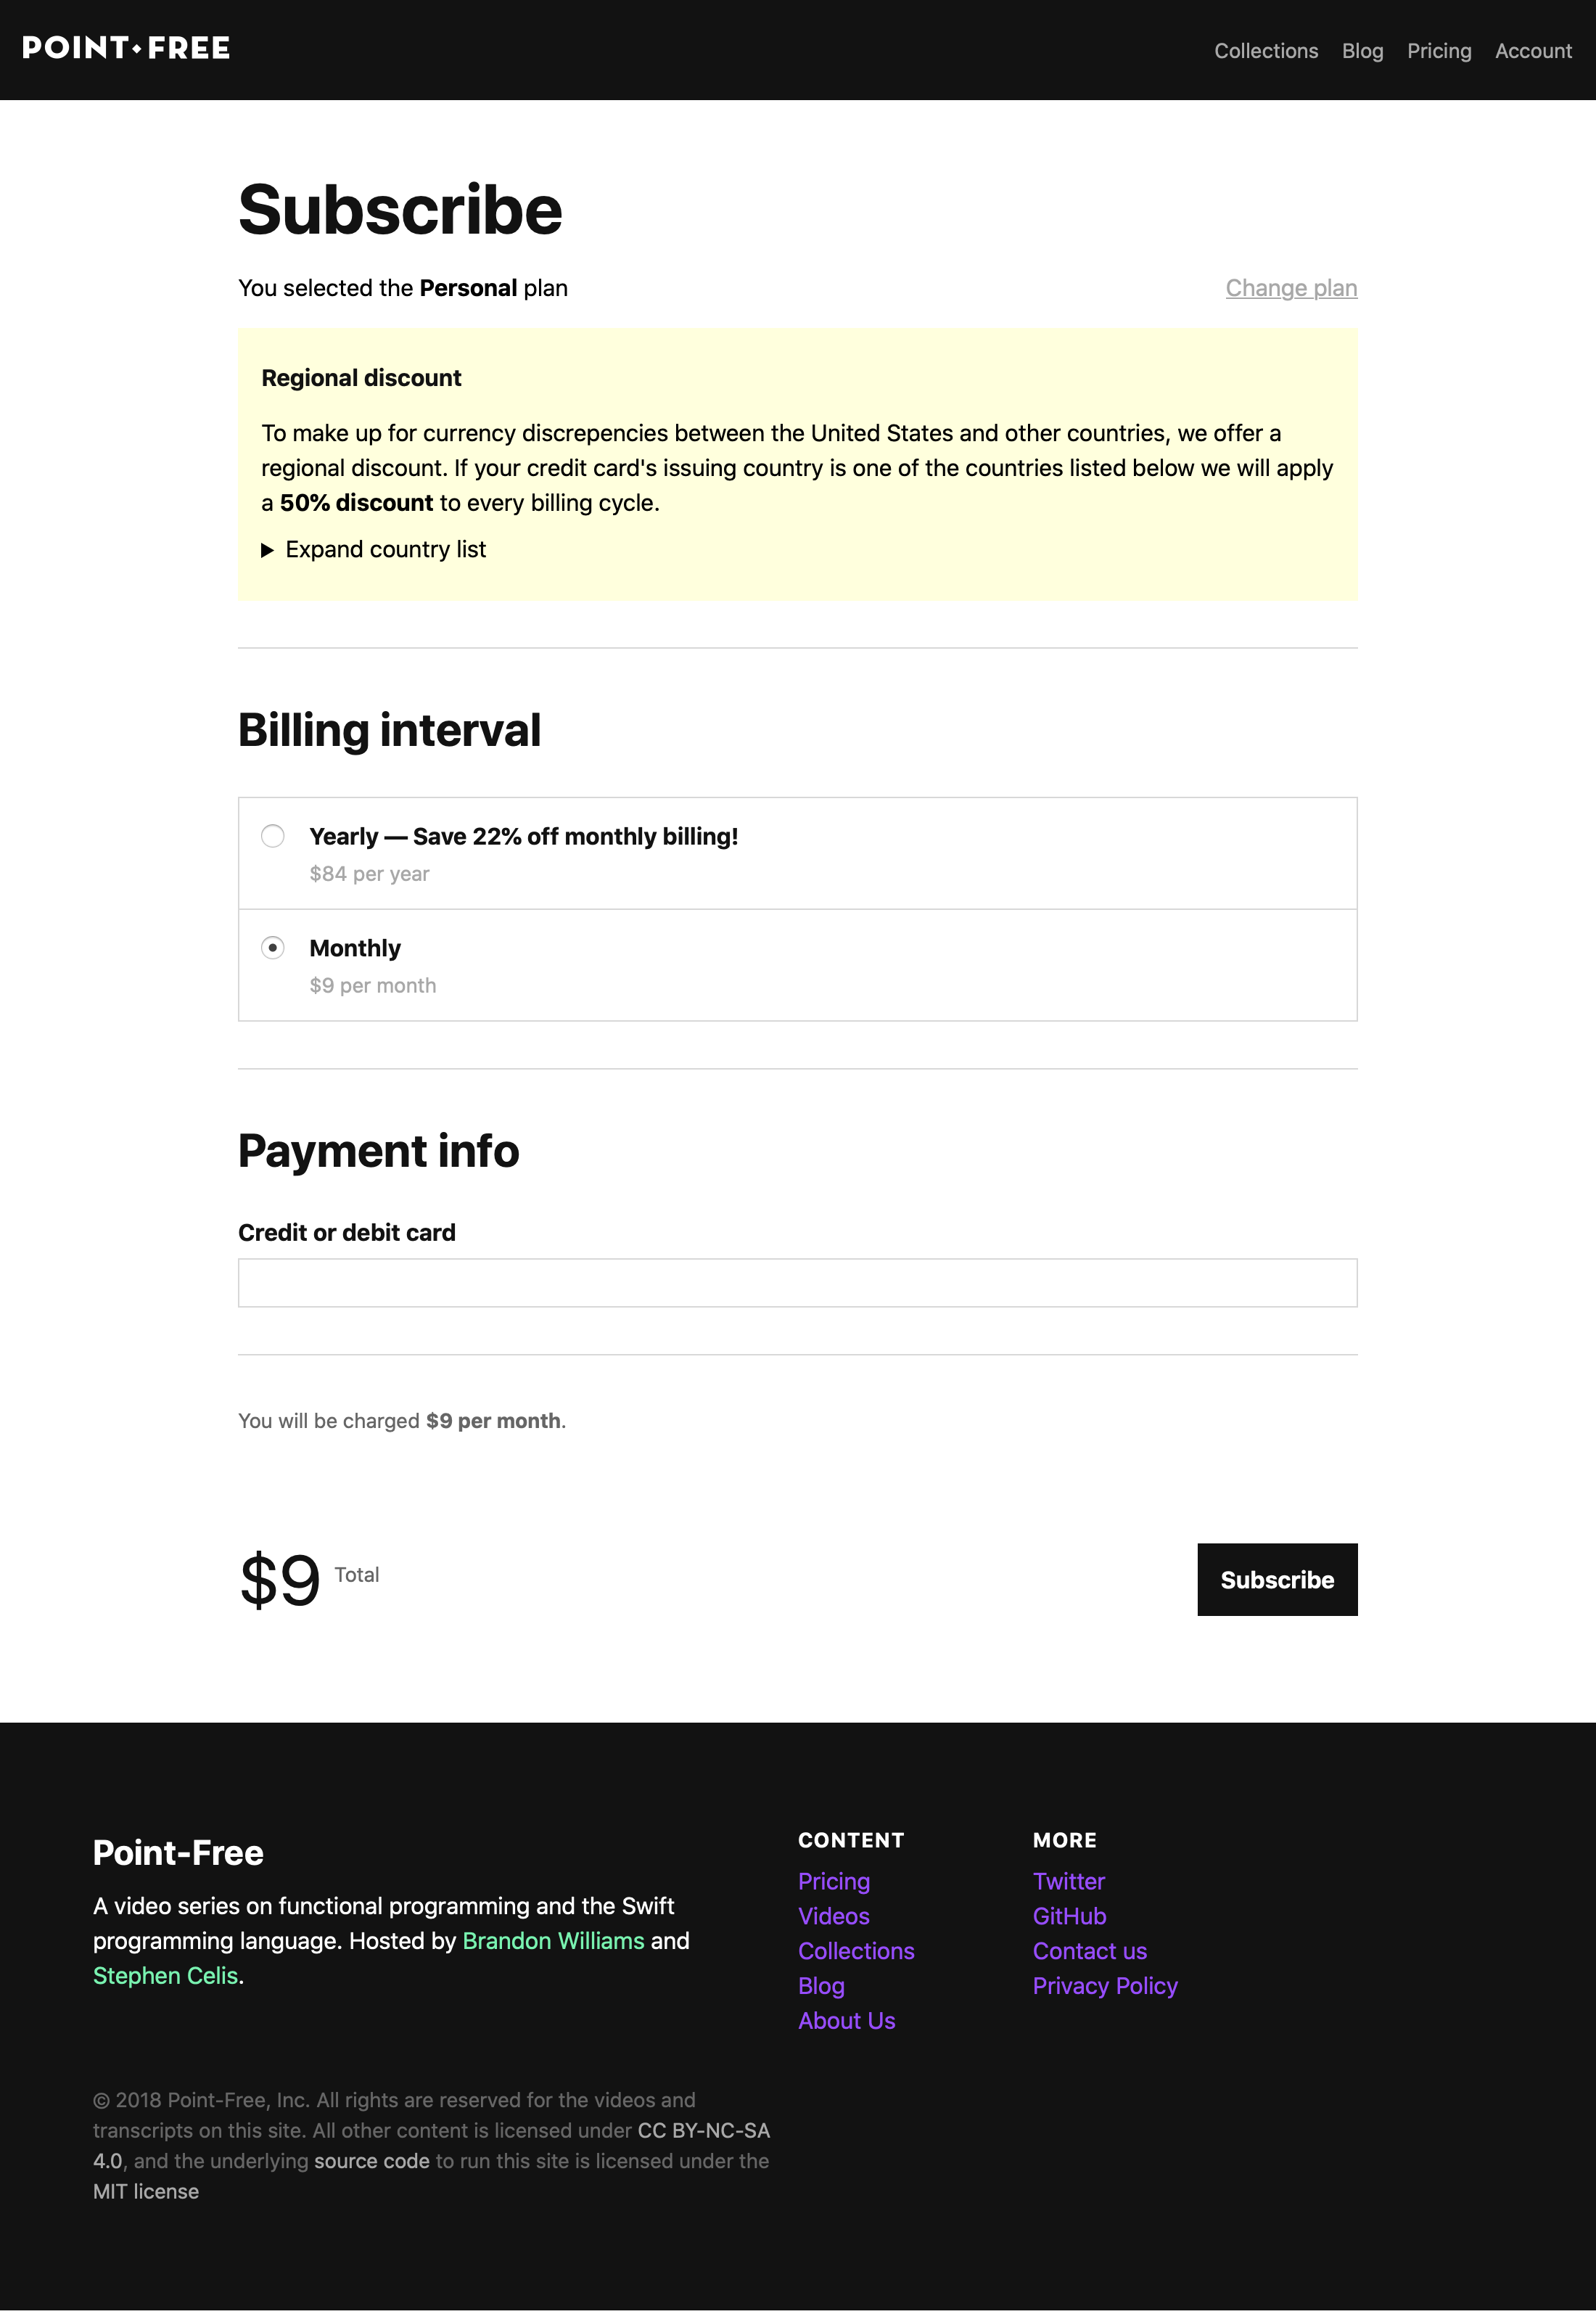 POINT⬥FREE
Collections Blog Pricing Account
Subscribe
You selected the Personal plan
Change plan
Regional discount
To make up for currency discrepencies between the United States and other countries, we offer a
regional discount. If your credit card's issuing country is one of the countries listed below we will apply
a 50% discount to every billing cycle.
▶ Expand country list
Billing interval
Yearly — Save 22% off monthly billing!
$84 per year
Monthly
$9 per month
Payment info
Credit or debit card
You will be charged $9 per month.
$9 Total
Subscribe
Point-Free
A video series on functional programming and the Swift
programming language. Hosted by Brandon Williams and
Stephen Celis.
CONTENT
Pricing
Videos
Collections
Blog
About Us
MORE
Twitter
GitHub
Contact us
Privacy Policy
© 2018 Point-Free, Inc. All rights are reserved for the videos and
transcripts on this site. All other content is licensed under CC BY-NC-SA
4.0, and the underlying source code to run this site is licensed under the
MIT license